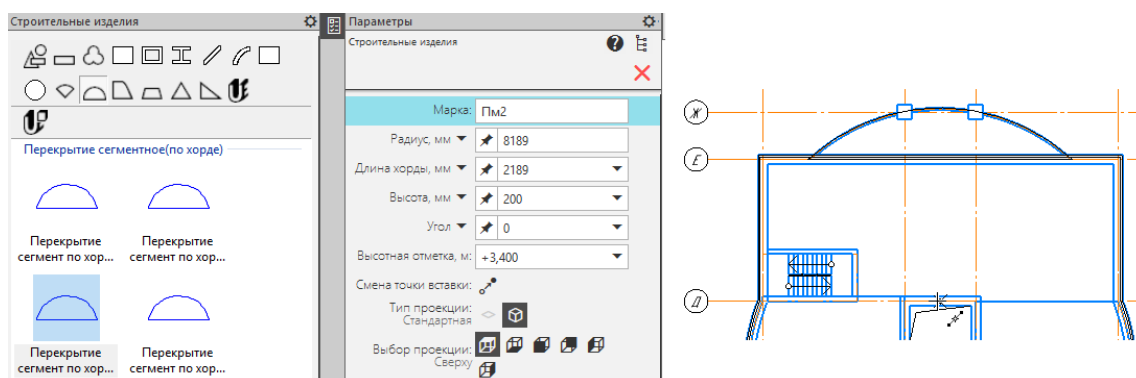 Строительные изделия
Перекрытие сегментное(по хорде)
Перекрытие
сегмент по хор...
Перекрытие
сегмент по хор...
Перекрытие
сегмент по хор...
Перекрытие
сегмент по хор...
Параметры
Строительные изделия
Марка: Пм2
Радиус, мм 8189
Длина хорды, мм 2189
Высота, мм 200
Угол 0
Высотная отметка, м: +3,400
Смена точки вставки:
Тип проекции:
Стандартная
Выбор проекции:
Сверху
Ж
Е
Д